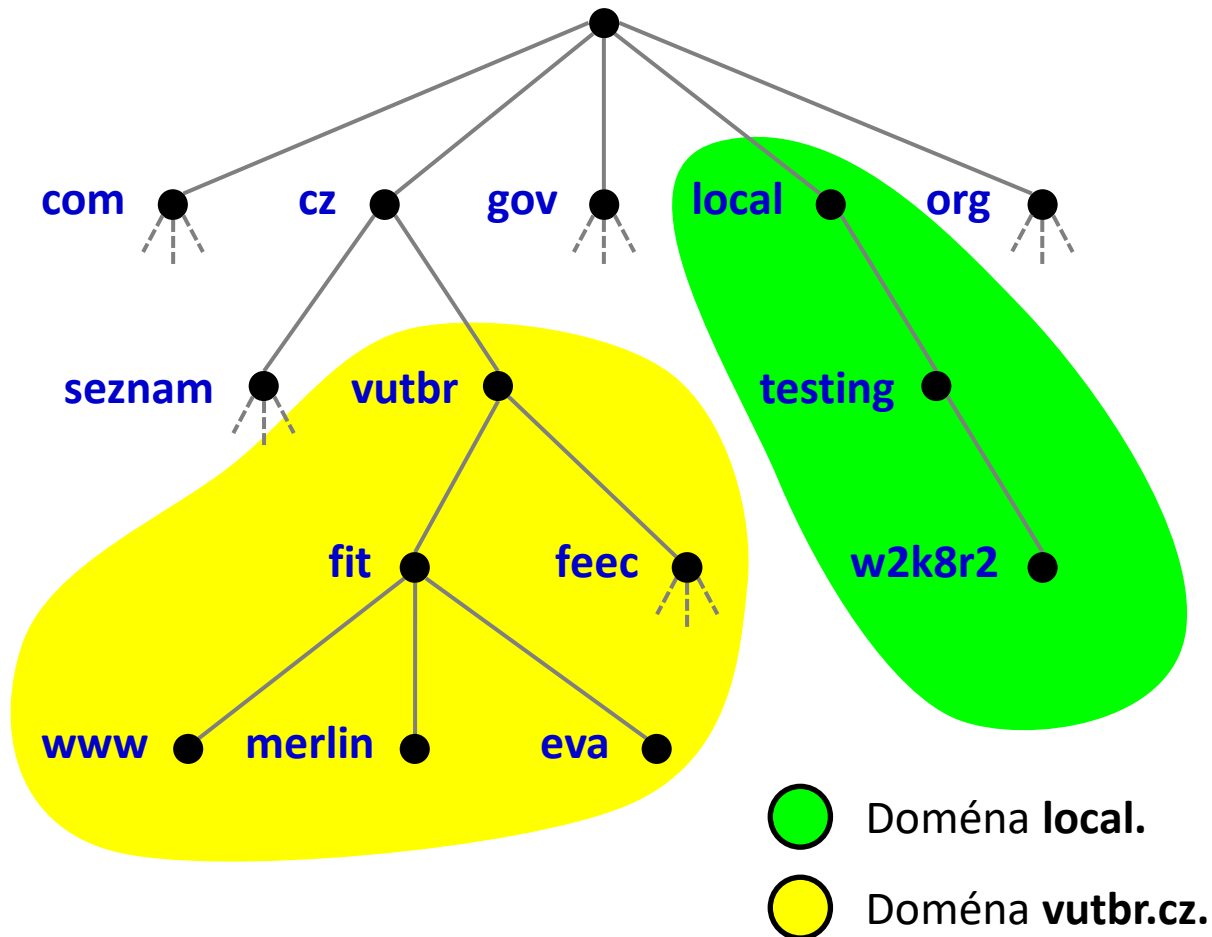 com cz gov local org
seznam vutbr testing
fit feec w2k8r2
www merlin eva
Doména local.
Doména vutbr.cz.